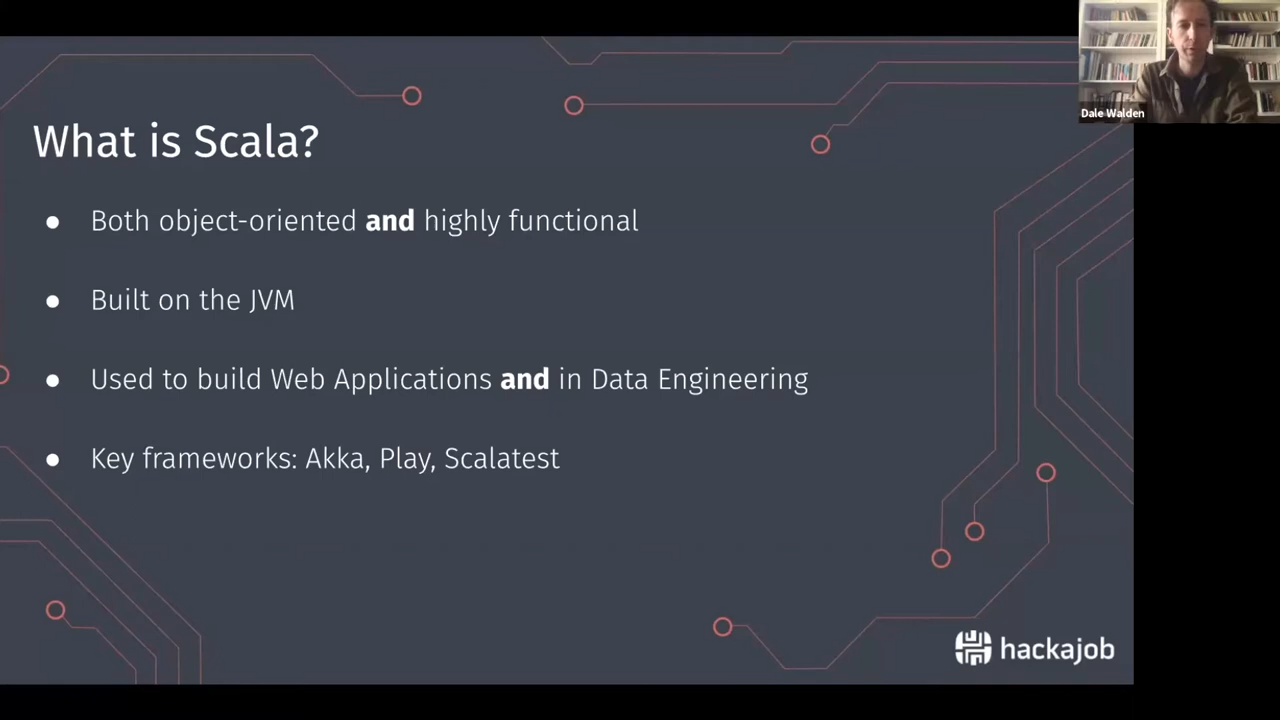 Dale Walden
What is Scala?
● Both object-oriented and highly functional
● Built on the JVM
● Used to build Web Applications and in Data Engineering
● Key frameworks: Akka, Play, Scalatest
hackajob